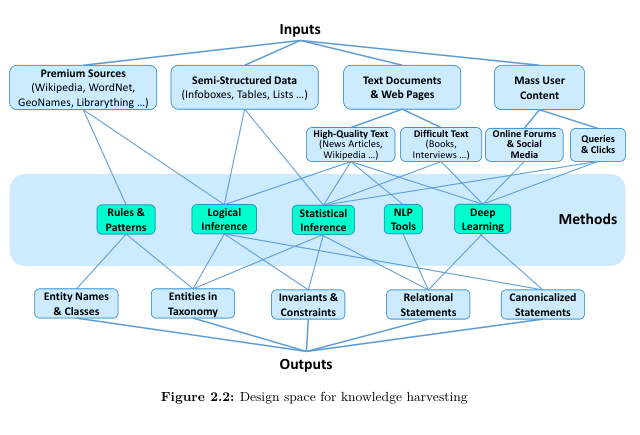 Inputs
Premium Sources
(Wikipedia, WordNet,
GeoNames, Librarything ...)
Semi-Structured Data
(Infoboxes, Tables, Lists ...)
Text Documents
& Web Pages
Mass User
Content
High-Quality Text
(News Articles,
Wikipedia ...)
Difficult Text
(Books,
Interviews ...)
Online Forums
& Social
Media
Queries
& Clicks
Rules &
Patterns
Logical
Inference
Statistical
Inference
NLP
Tools
Deep
Learning
Methods
Entity Names
& Classes
Entities in
Taxonomy
Invariants &
Constraints
Relational
Statements
Canonicalized
Statements
Outputs
Figure 2.2: Design space for knowledge harvesting